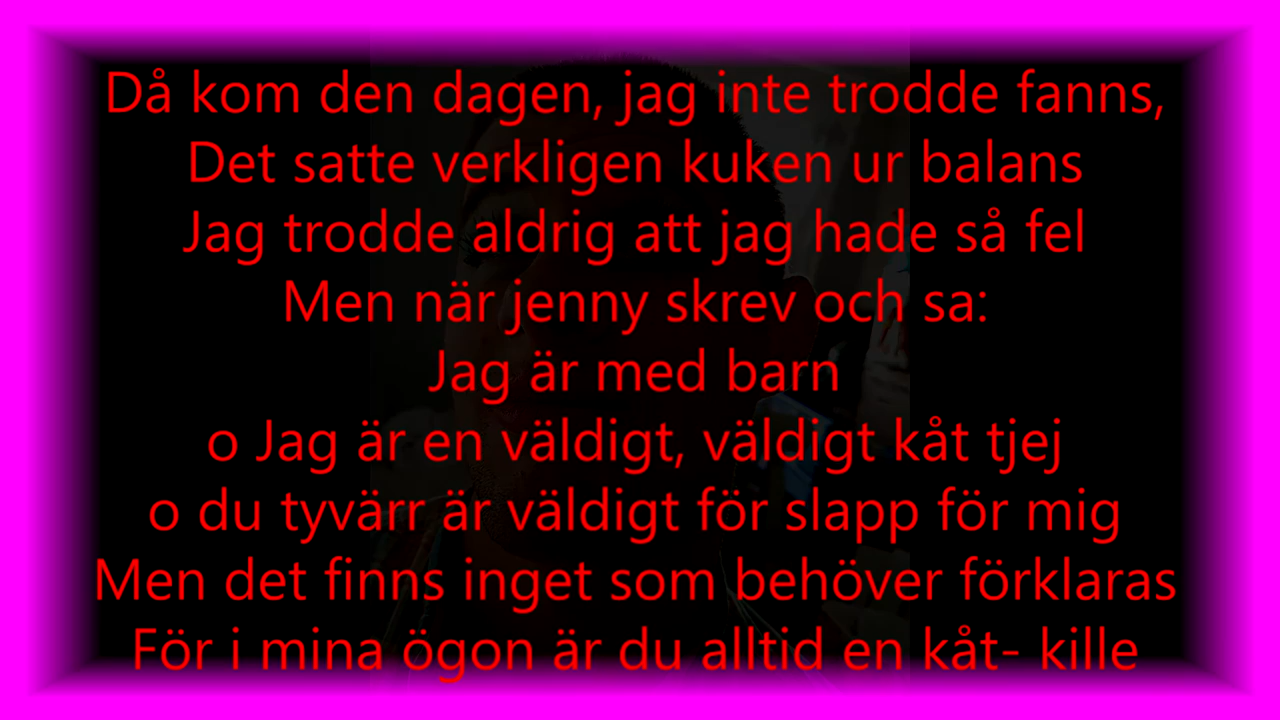 Då kom den dagen, jag inte trodde fanns,
Det satte verkligen kuken ur balans
Jag trodde aldrig att jag hade så fel
Men när jenny skrev och sa:
Jag är med barn
o Jag är en väldigt, väldigt kåt tjej
o du tyvärr är väldigt för slapp för mig
Men det finns inget som behöver förklaras
För i mina ögon är du alltid en kåt- kille